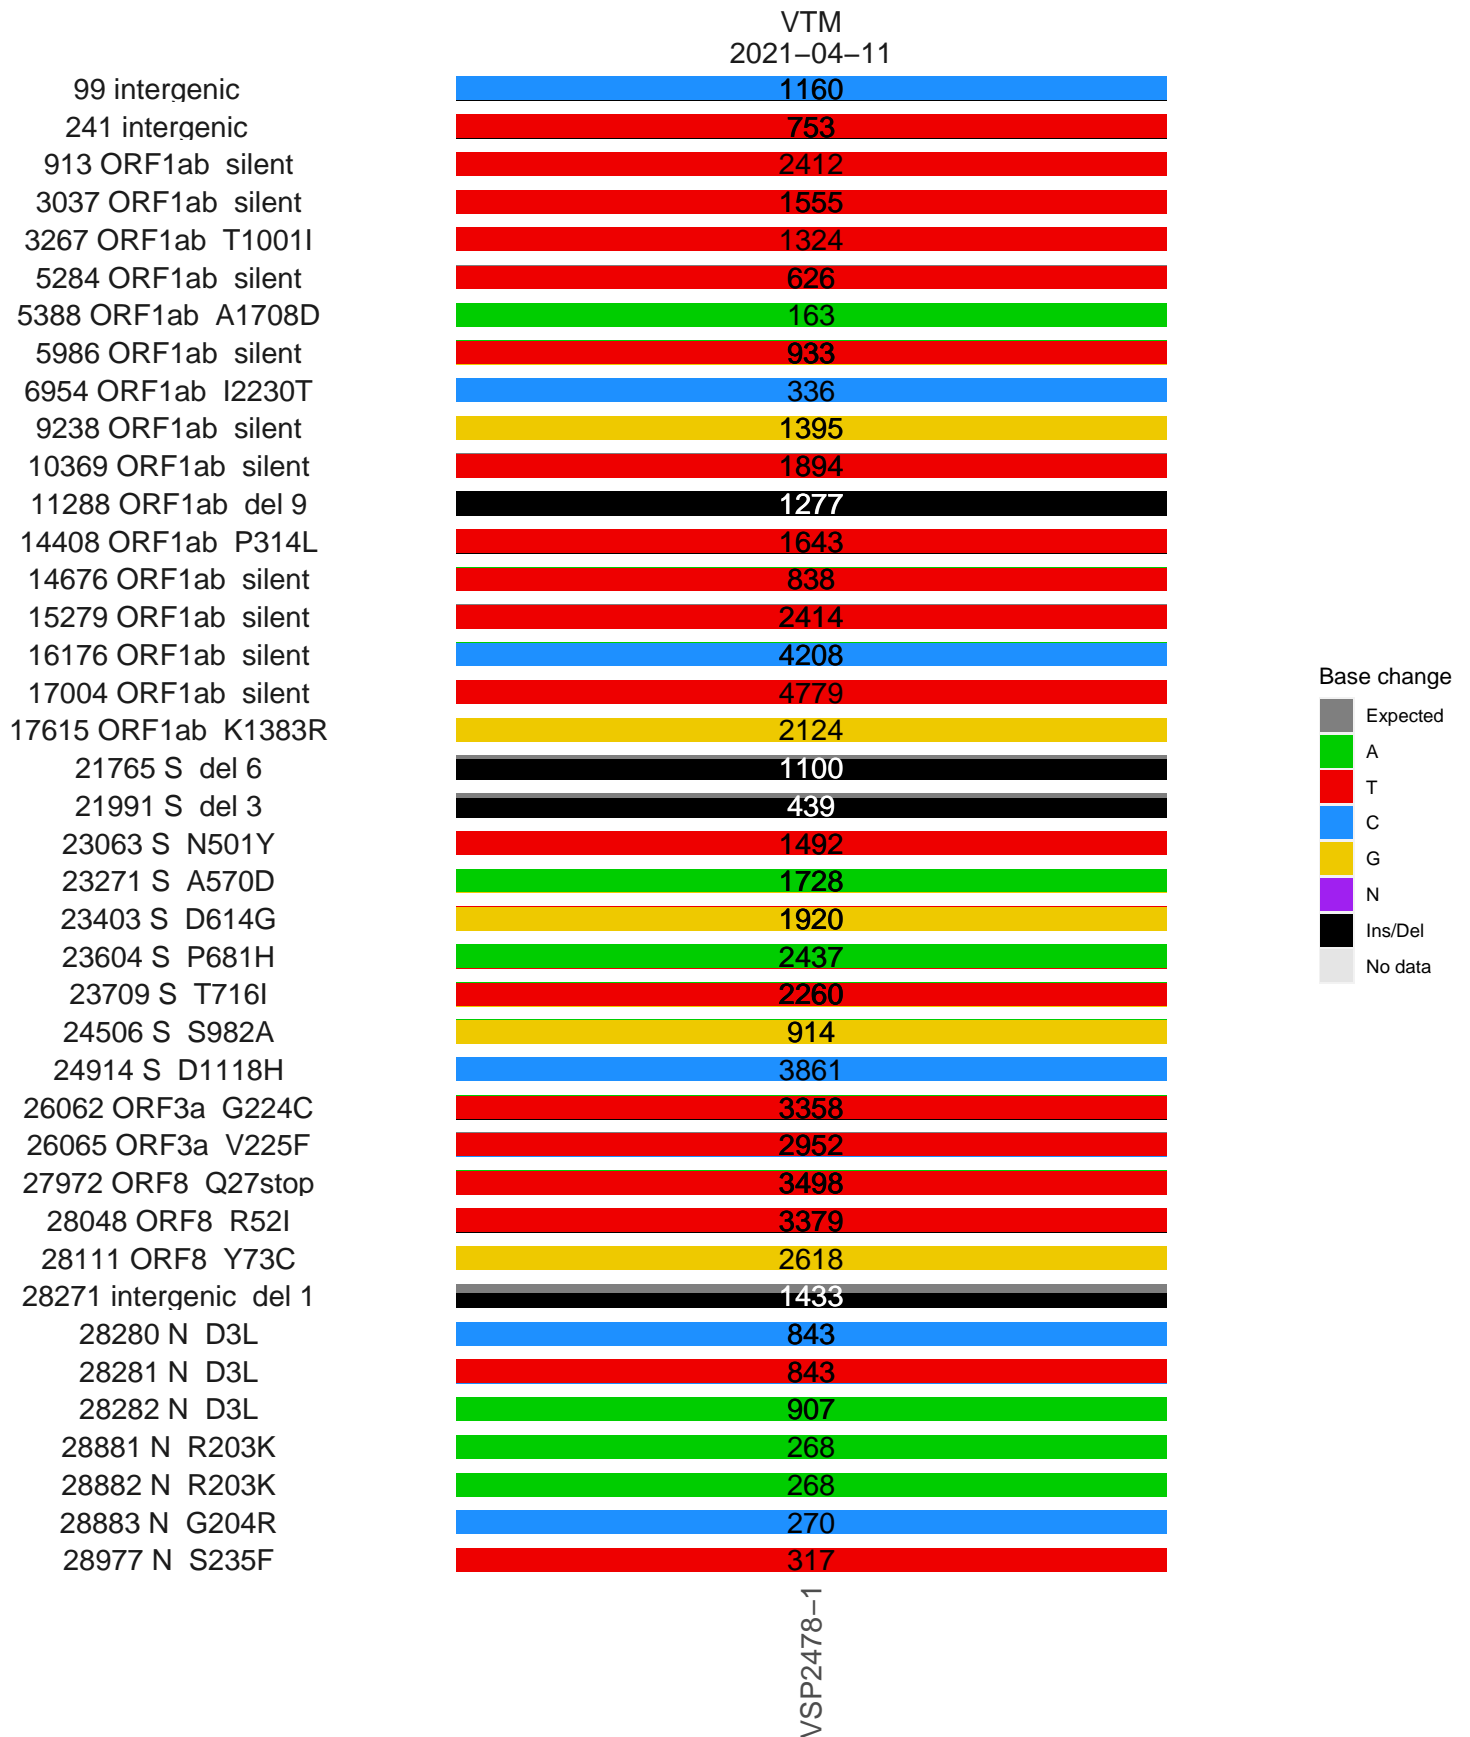 VTM
2021−04−11
99 intergenic 1160
241 intergenic 753
913 ORF1ab silent 2412
3037 ORF1ab silent 1555
3267 ORF1ab T1001I 1324
5284 ORF1ab silent 626
5388 ORF1ab A1708D 163
5986 ORF1ab silent 933
6954 ORF1ab I2230T 336
9238 ORF1ab silent 1395
10369 ORF1ab silent 1894
11288 ORF1ab del 9 1277
14408 ORF1ab P314L 1643
14676 ORF1ab silent 838
15279 ORF1ab silent 2414
16176 ORF1ab silent 4208
17004 ORF1ab silent 4779
17615 ORF1ab K1383R 2124
21765 S del 6 1100
21991 S del 3 439
23063 S N501Y 1492
23271 S A570D 1728
23403 S D614G 1920
23604 S P681H 2437
23709 S T716I 2260
24506 S S982A 914
24914 S D1118H 3861
26062 ORF3a G224C 3358
26065 ORF3a V225F 2952
27972 ORF8 Q27stop 3498
28048 ORF8 R52I 3379
28111 ORF8 Y73C 2618
28271 intergenic del 1 1433
28280 N D3L 843
28281 N D3L 843
28282 N D3L 907
28881 N R203K 268
28882 N R203K 268
28883 N G204R 270
28977 N S235F 317
VSP2478−1
Base change
Expected
A
T
C
G
N
Ins/Del
No data